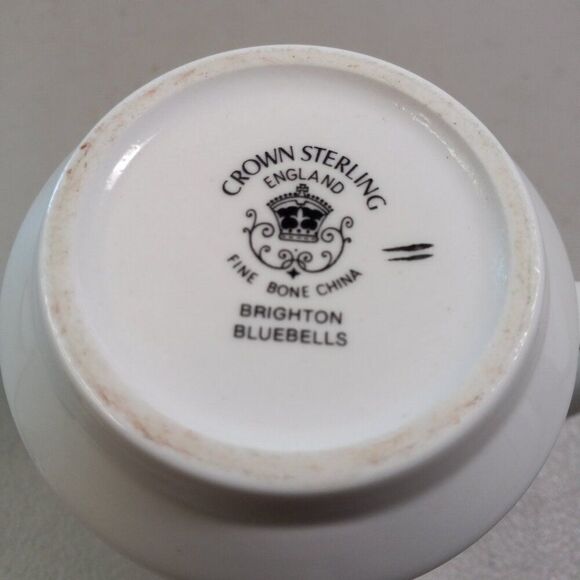 CROWN STERLING
ENGLAND
FINE BONE CHINA
BRIGHTON
BLUEBELLS